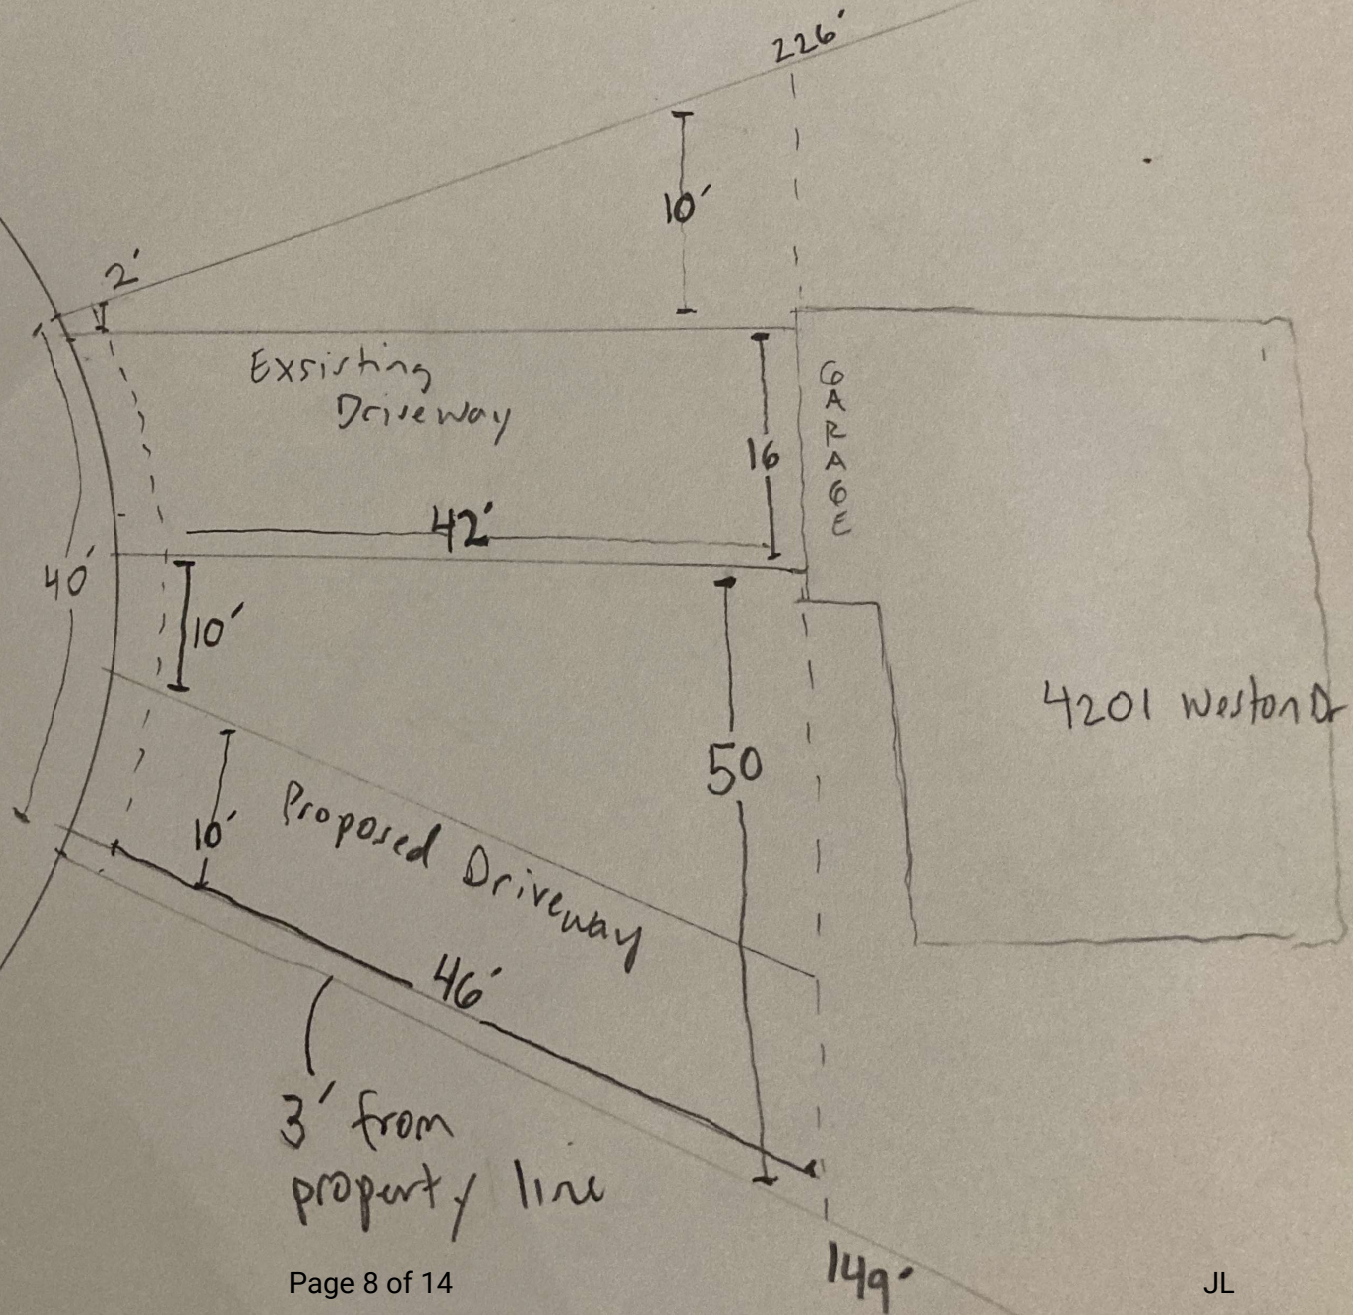 226'
10'
2'
Exsisting
Driveway
GARAGE
16
42'
40'
10'
4201 Weston Dr
50
10'
Proposed Driveway
46'
3' from
property line
149'
Page 8 of 14
JL